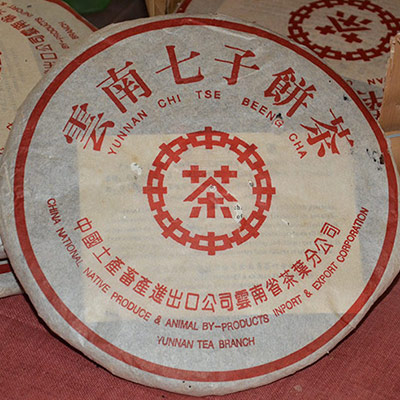 雲南七子餅茶
YUNNAN CHI TSE BEENG CHA
茶
中國土產畜產進出口公司雲南省茶葉分公司
CHINA NATIONAL NATIVE PRODUCE & ANIMAL BY-PRODUCTS INPORT & EXPORT CORPORATION
YUNNAN TEA BRANCH